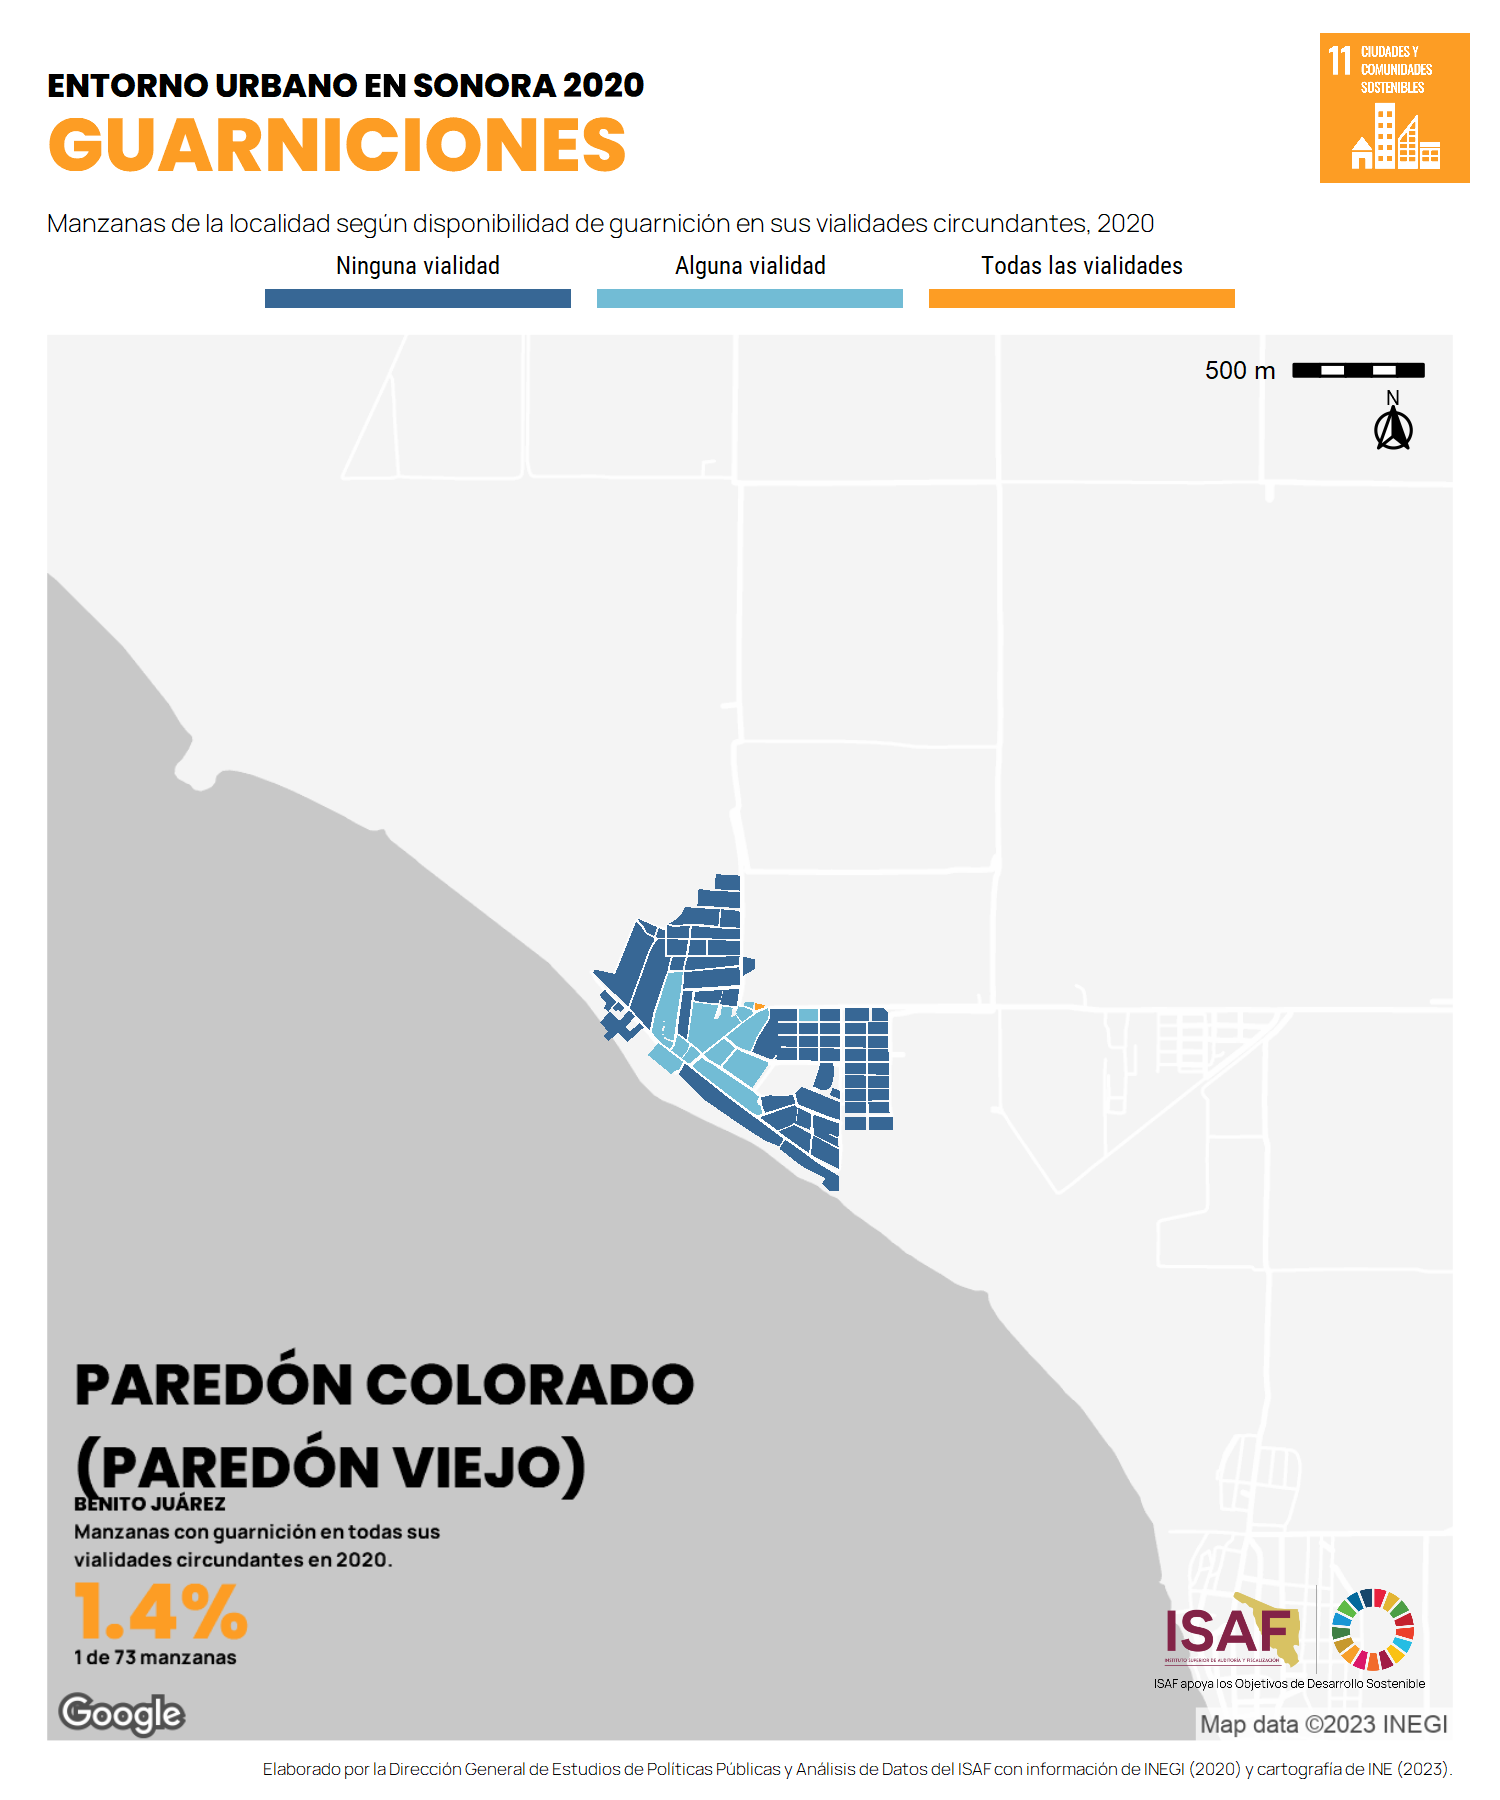 ENTORNO URBANO EN SONORA 2020
GUARNICIONES
11 CIUDADES Y
COMUNIDADES
SOSTENIBLES
Manzanas de la localidad según disponibilidad de guarnición en sus vialidades circundantes, 2020
Ninguna vialidad
Alguna vialidad
Todas las vialidades
500 m
N
PAREDÓN COLORADO
(PAREDÓN VIEJO)
BENITO JUÁREZ
Manzanas con guarnición en todas sus
vialidades circundantes en 2020.
1.4%
1 de 73 manzanas
ISAF
INSTITUTO SUPERIOR DE AUDITORÍA Y FISCALIZACIÓN
ISAF apoya los Objetivos de Desarrollo Sostenible
Google
Map data ©2023 INEGI
Elaborado por la Dirección General de Estudios de Políticas Públicas y Análisis de Datos del ISAF con información de INEGI (2020) y cartografía de INE (2023).